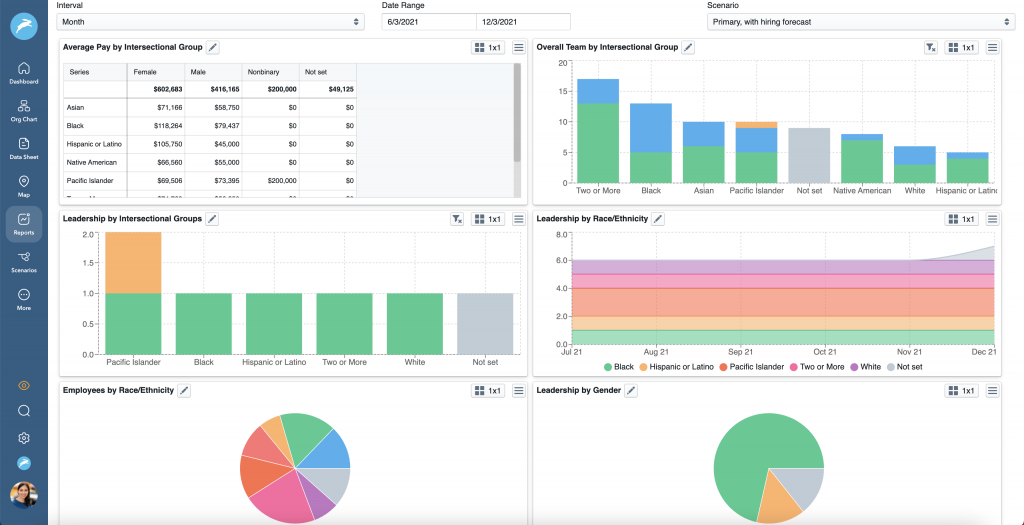 Interval
Date Range
Scenario
Month
6/3/2021
12/3/2021
Primary, with hiring forecast
Dashboard
Org Chart
Data Sheet
Map
Reports
Scenarios
More
Average Pay by Intersectional Group
1x1
Series Female Male Nonbinary Not set
$602,683 $416,165 $200,000 $49,125
Asian $71,166 $58,750 $0 $0
Black $118,264 $79,437 $0 $0
Hispanic or Latino $105,750 $45,000 $0 $0
Native American $66,560 $55,000 $0 $0
Pacific Islander $69,506 $73,395 $200,000 $0
Overall Team by Intersectional Group
1x1
20
15
10
5
0
Two or More Black Asian Pacific Islander Not set Native American White Hispanic or Latino
Leadership by Intersectional Groups
1x1
2.0
1.5
1.0
0.5
0.0
Pacific Islander Black Hispanic or Latino Two or More White Not set
Leadership by Race/Ethnicity
1x1
8.0
6.0
4.0
2.0
0.0
Jul 21 Aug 21 Sep 21 Oct 21 Nov 21 Dec 21
Black Hispanic or Latino Pacific Islander Two or More White Not set
Employees by Race/Ethnicity
1x1
Leadership by Gender
1x1